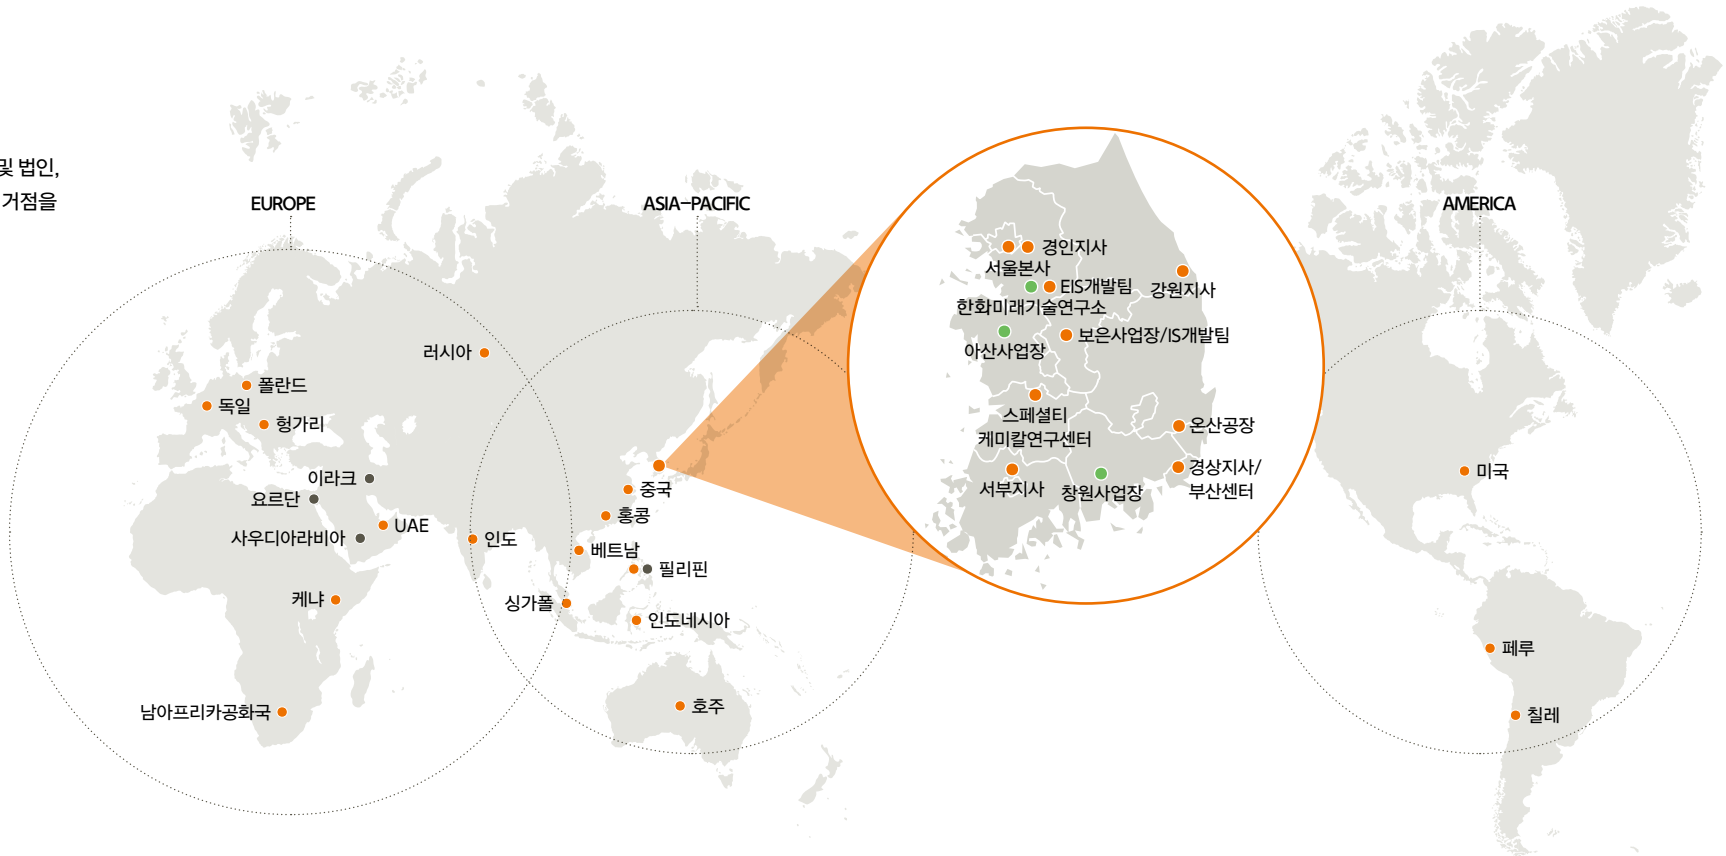 및 법인,
거점을
EUROPE
러시아
폴란드
독일
헝가리
이라크
요르단
사우디아라비아
UAE
케냐
남아프리카공화국
ASIA-PACIFIC
중국
홍콩
인도
베트남
필리핀
싱가폴
인도네시아
호주
경인지사
서울본사
EIS개발팀
강원지사
한화미래기술연구소
보은사업장/IS개발팀
아산사업장
스페셜티
케미칼연구센터
온산공장
경상지사/
부산센터
서부지사
창원사업장
AMERICA
미국
페루
칠레